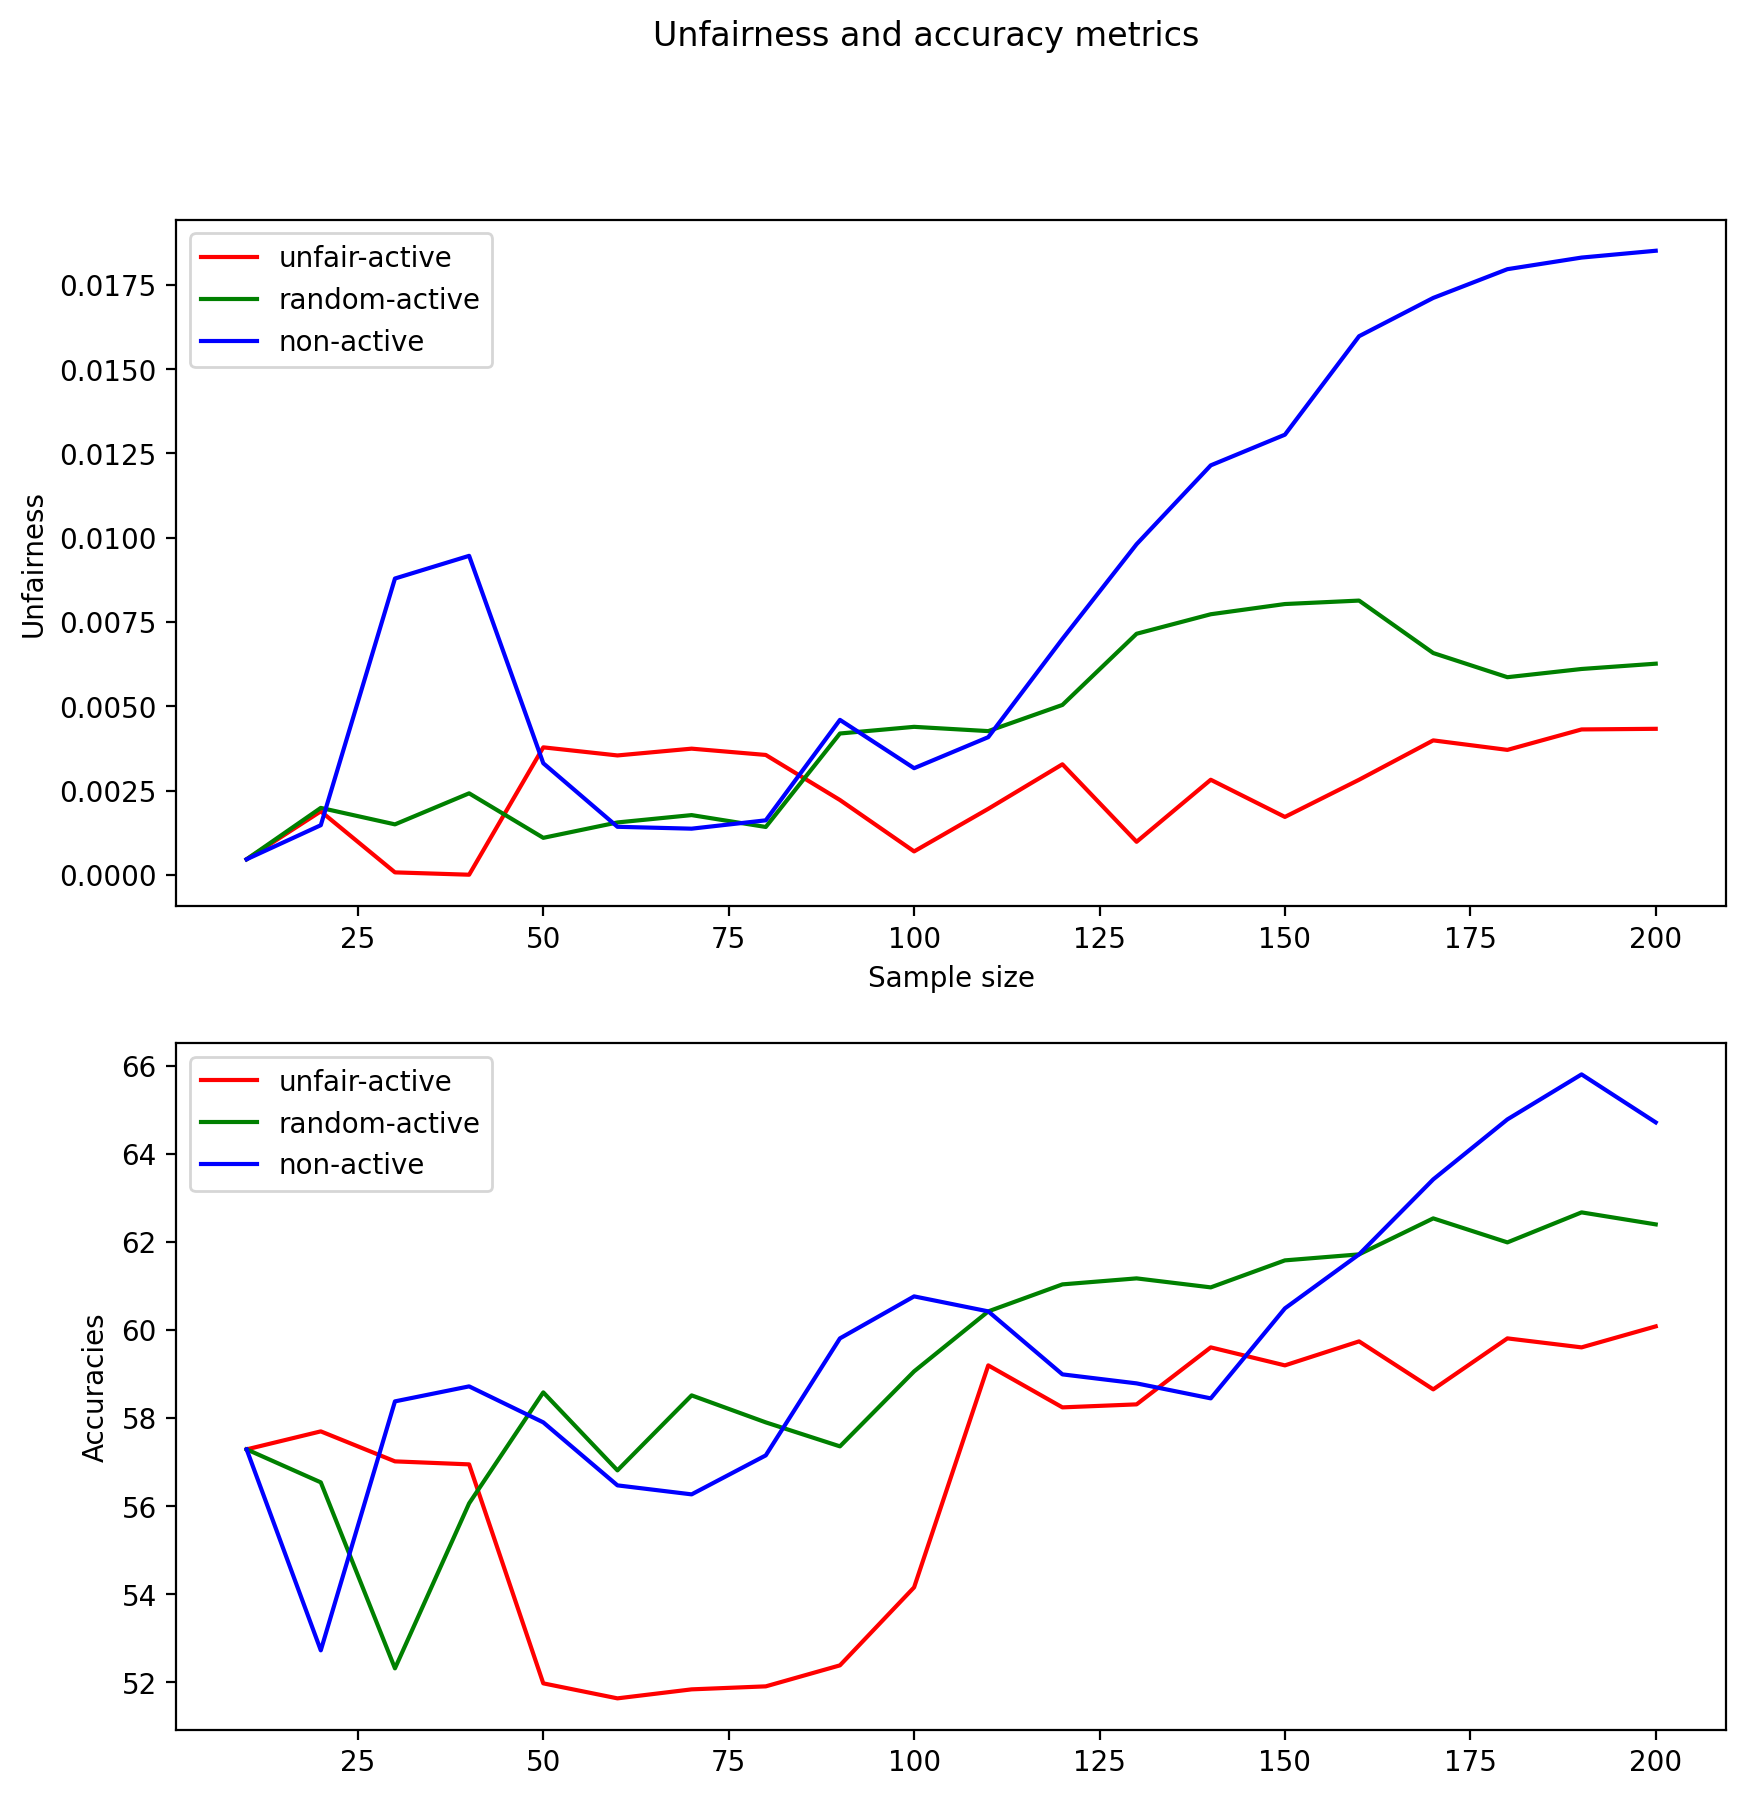 Unfairness and accuracy metrics
unfair-active
random-active
non-active
0.0175
0.0150
0.0125
0.0100
0.0075
0.0050
0.0025
0.0000
Unfairness
25 50 75 100 125 150 175 200
Sample size
unfair-active
random-active
non-active
66
64
62
60
58
56
54
52
Accuracies
25 50 75 100 125 150 175 200